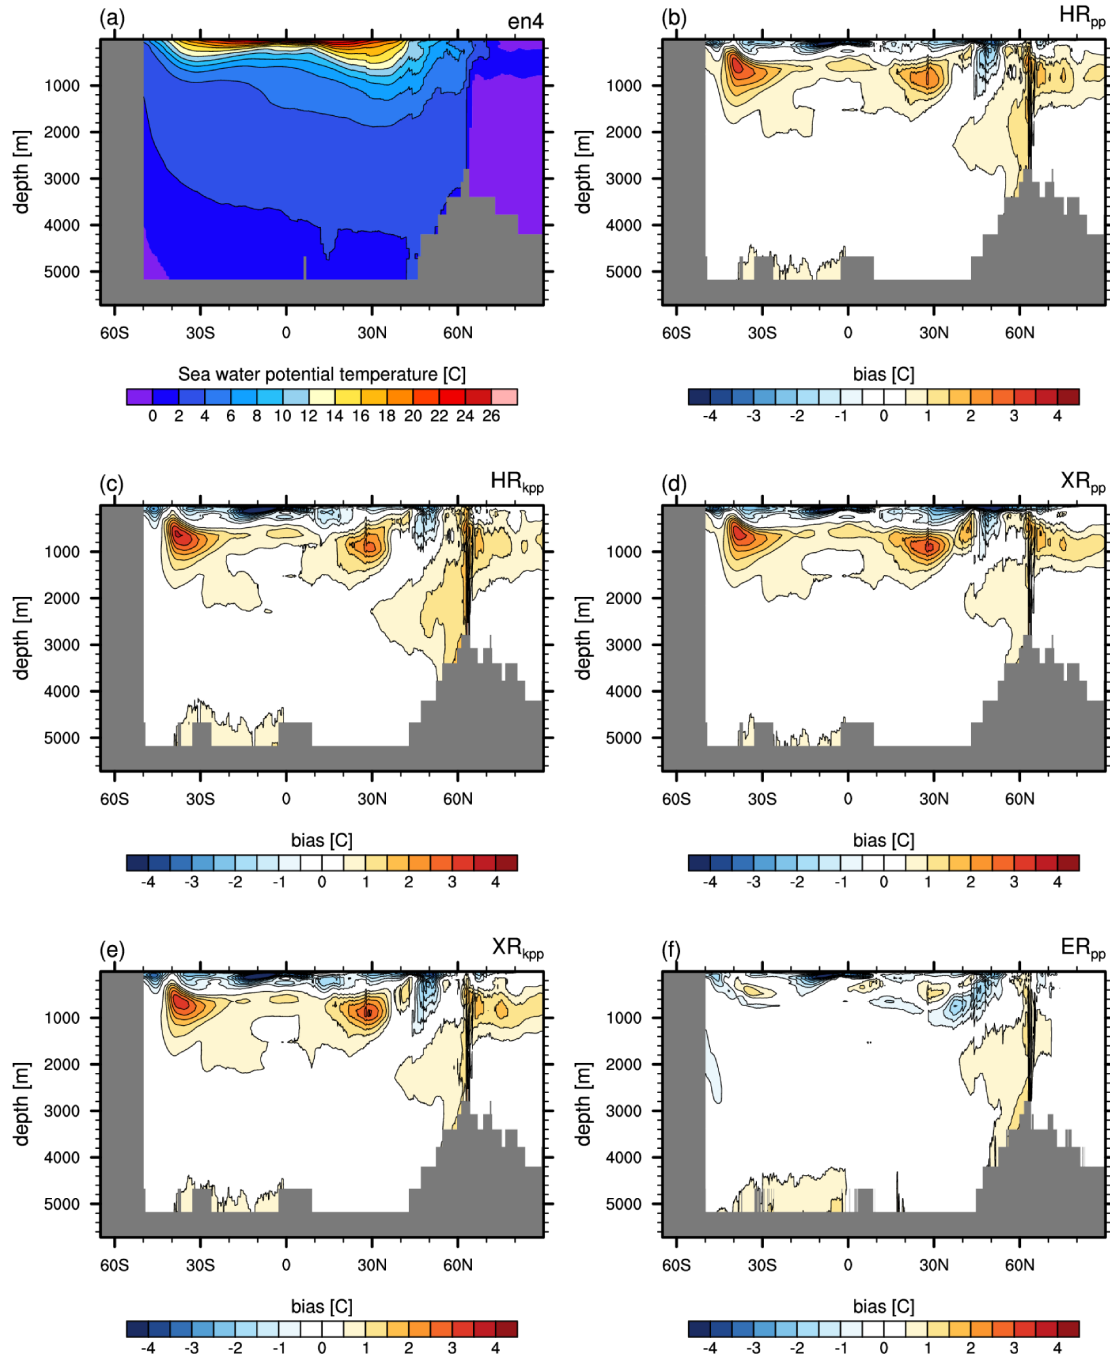 (a) en4
1000
2000
3000
4000
5000
depth [m]
60S 30S 0 30N 60N
Sea water potential temperature [C]
0 2 4 6 8 10 12 14 16 18 20 22 24 26
(b) HRpp
1000
2000
3000
4000
5000
depth [m]
60S 30S 0 30N 60N
bias [C]
-4 -3 -2 -1 0 1 2 3 4
(c) HRkpp
1000
2000
3000
4000
5000
depth [m]
60S 30S 0 30N 60N
bias [C]
-4 -3 -2 -1 0 1 2 3 4
(d) XRpp
1000
2000
3000
4000
5000
depth [m]
60S 30S 0 30N 60N
bias [C]
-4 -3 -2 -1 0 1 2 3 4
(e) XRkpp
1000
2000
3000
4000
5000
depth [m]
60S 30S 0 30N 60N
bias [C]
-4 -3 -2 -1 0 1 2 3 4
(f) ERpp
1000
2000
3000
4000
5000
depth [m]
60S 30S 0 30N 60N
bias [C]
-4 -3 -2 -1 0 1 2 3 4